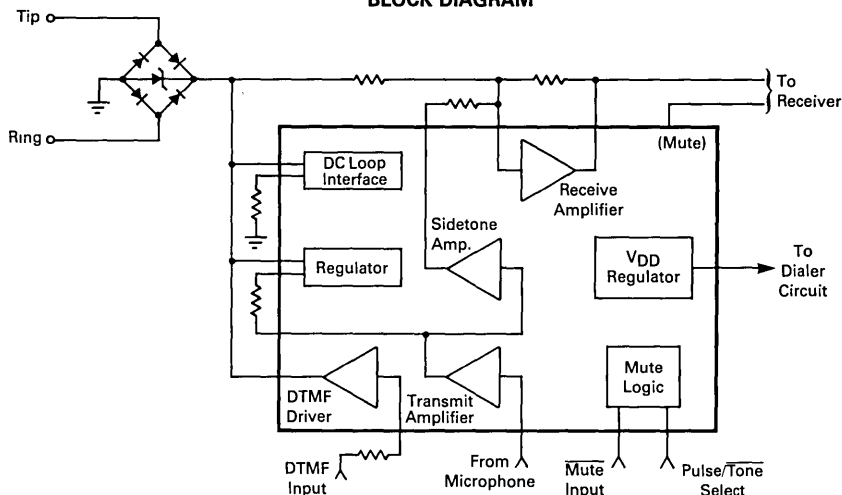 BLOCK DIAGRAM
Tip
To
Receiver
Ring
(Mute)
DC Loop
Interface
Receive
Amplifier
Sidetone
Amp.
Regulator
VDD
Regulator
To
Dialer
Circuit
DTMF
Driver
Transmit
Amplifier
Mute
Logic
DTMF
Input
From
Microphone
Mute
Input
Pulse/Tone
Select